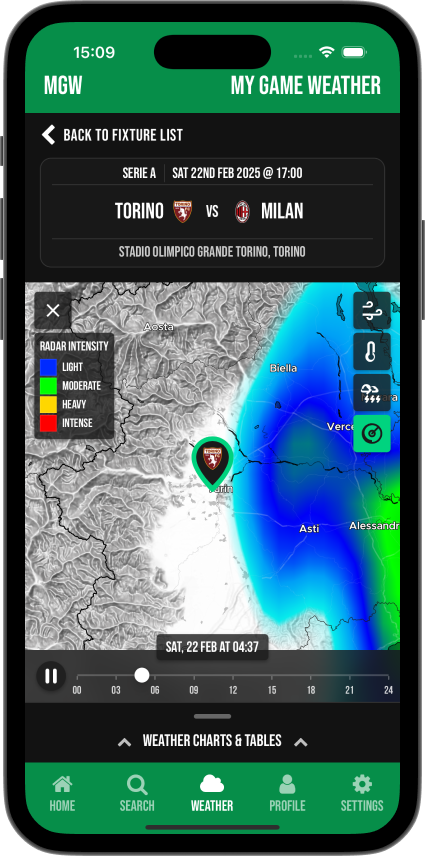 15:09
MGW MY GAME WEATHER
BACK TO FIXTURE LIST
SERIE A SAT 22ND FEB 2025 @ 17:00
TORINO VS MILAN
STADIO OLIMPICO GRANDE TORINO, TORINO
Aosta
RADAR INTENSITY
LIGHT
MODERATE
HEAVY
INTENSE
Biella
Verce
Asti
Alessandr
SAT, 22 FEB AT 04:37
00 03 06 09 12 15 18 21 24
WEATHER CHARTS & TABLES
HOME SEARCH WEATHER PROFILE SETTINGS